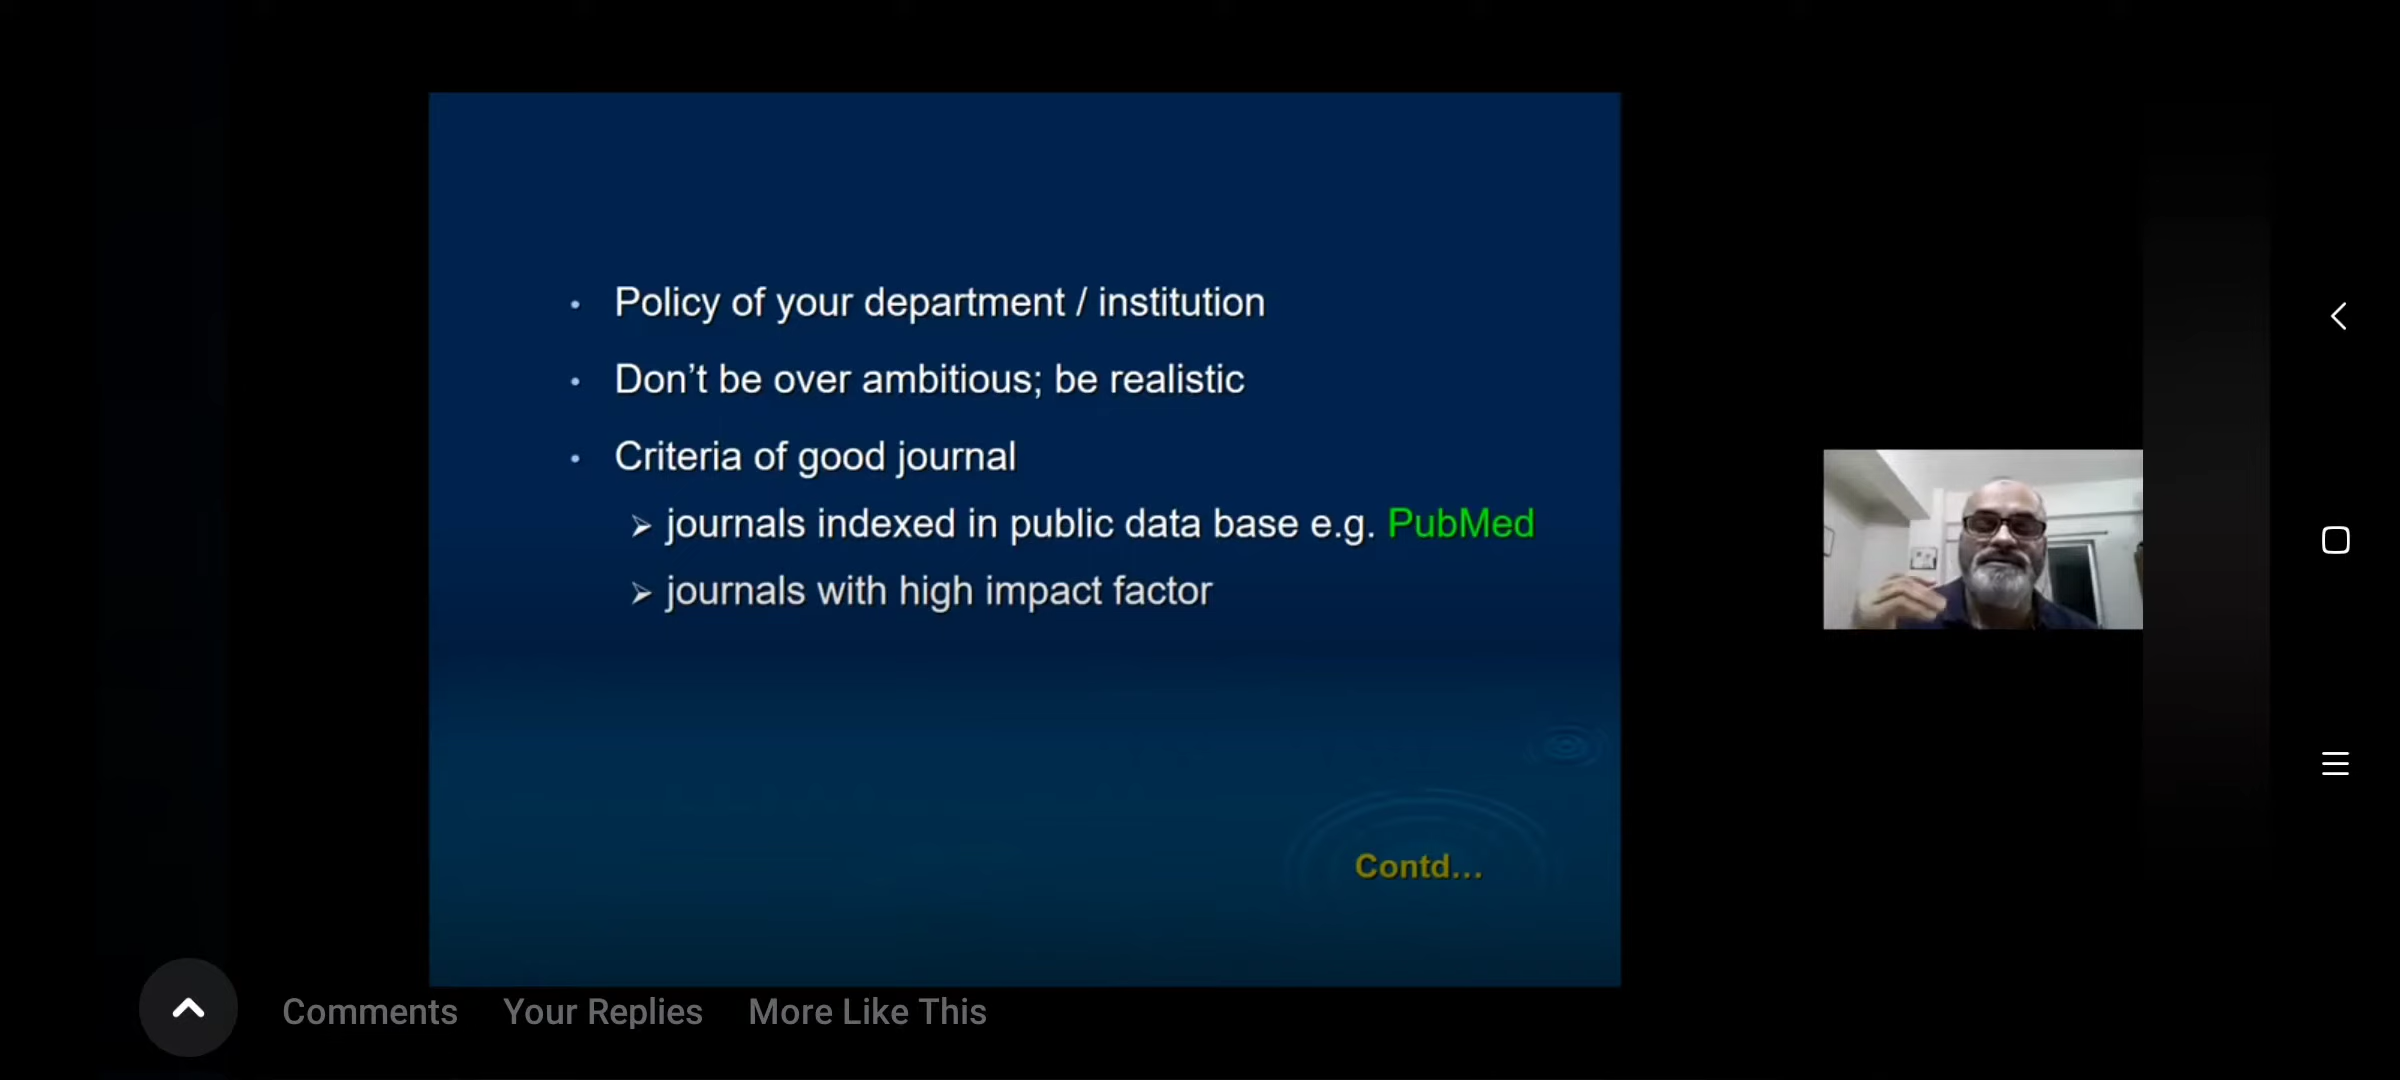 Policy of your department / institution
Don't be over ambitious; be realistic
Criteria of good journal
journals indexed in public data base e.g. PubMed
journals with high impact factor
Contd...
Comments Your Replies More Like This